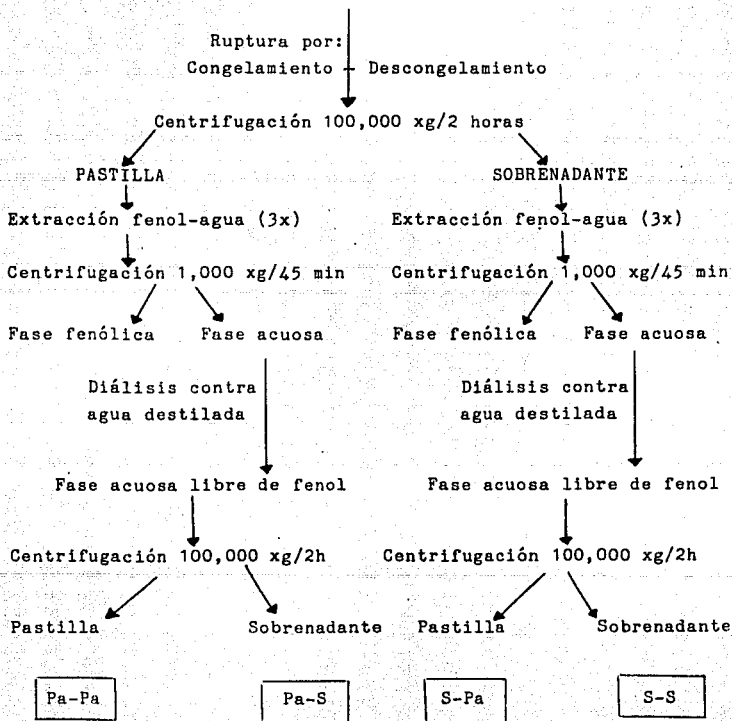 Ruptura por:
Congelamiento - Descongelamiento
Centrifugación 100,000 xg/2 horas
PASTILLA
SOBRENADANTE
Extracción fenol-agua (3x)
Extracción fenol-agua (3x)
Centrifugación 1,000 xg/45 min
Centrifugación 1,000 xg/45 min
Fase fenólica
Fase acuosa
Fase fenólica
Fase acuosa
Diálisis contra
agua destilada
Diálisis contra
agua destilada
Fase acuosa libre de fenol
Fase acuosa libre de fenol
Centrifugación 100,000 xg/2h
Centrifugación 100,000 xg/2h
Pastilla
Sobrenadante
Pastilla
Sobrenadante
Pa-Pa
Pa-S
S-Pa
S-S